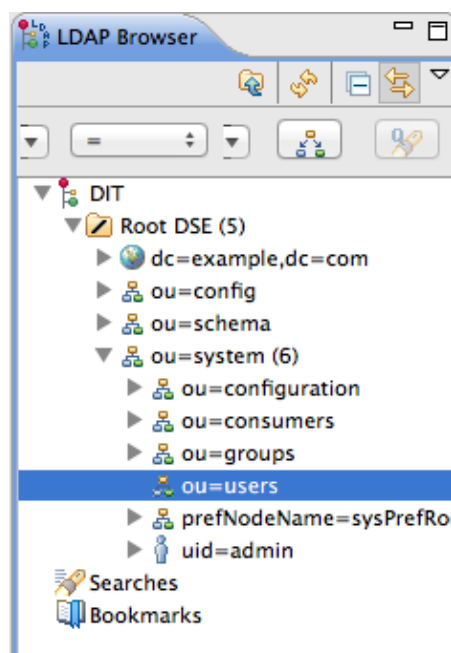 LDAP Browser
=
DIT
Root DSE (5)
dc=example,dc=com
ou=config
ou=schema
ou=system (6)
ou=configuration
ou=consumers
ou=groups
ou=users
prefNodeName=sysPrefRo
uid=admin
Searches
Bookmarks